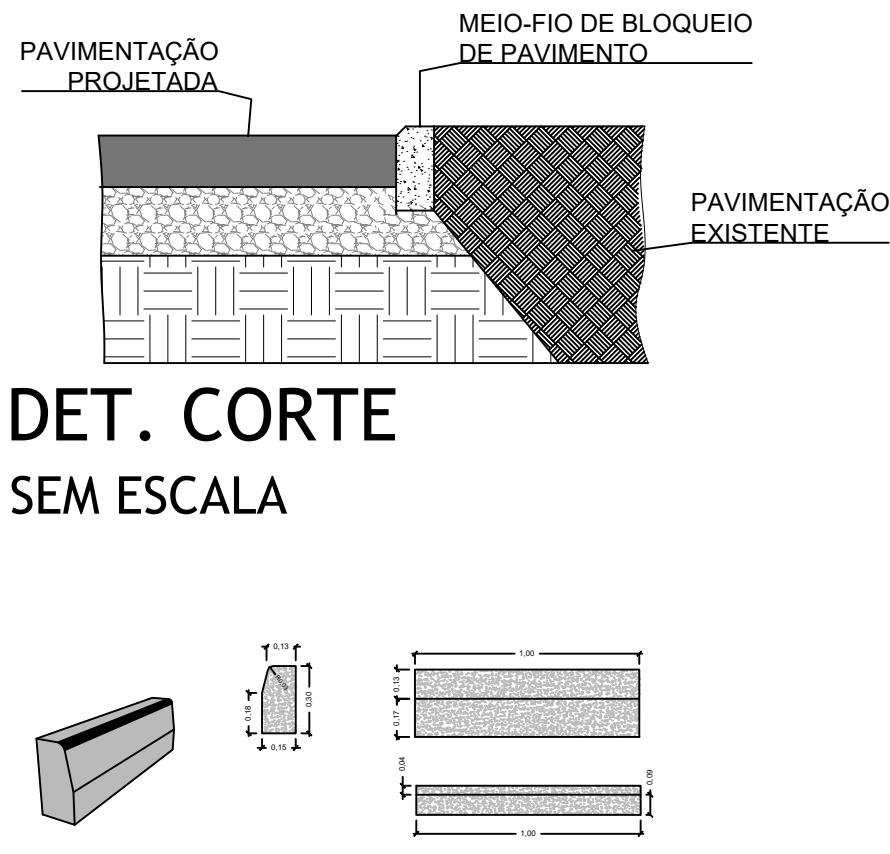 MEIO-FIO DE BLOQUEIO
DE PAVIMENTO
PAVIMENTAÇÃO
PROJETADA
PAVIMENTAÇÃO
EXISTENTE
DET. CORTE
SEM ESCALA
0,13
0,18
0,30
0,15
1,00
0,13
0,17
0,04
0,09
1,00